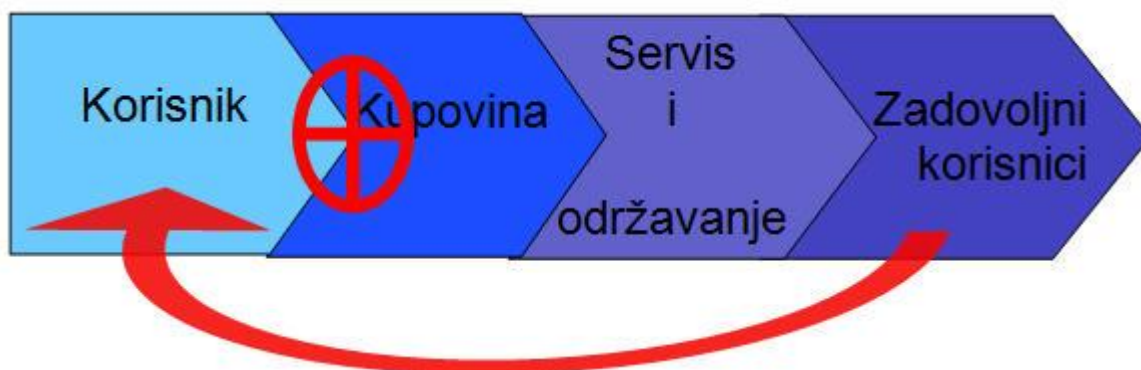 Korisnik
Kupovina
Servis
i
održavanje
Zadovoljni
korisnici